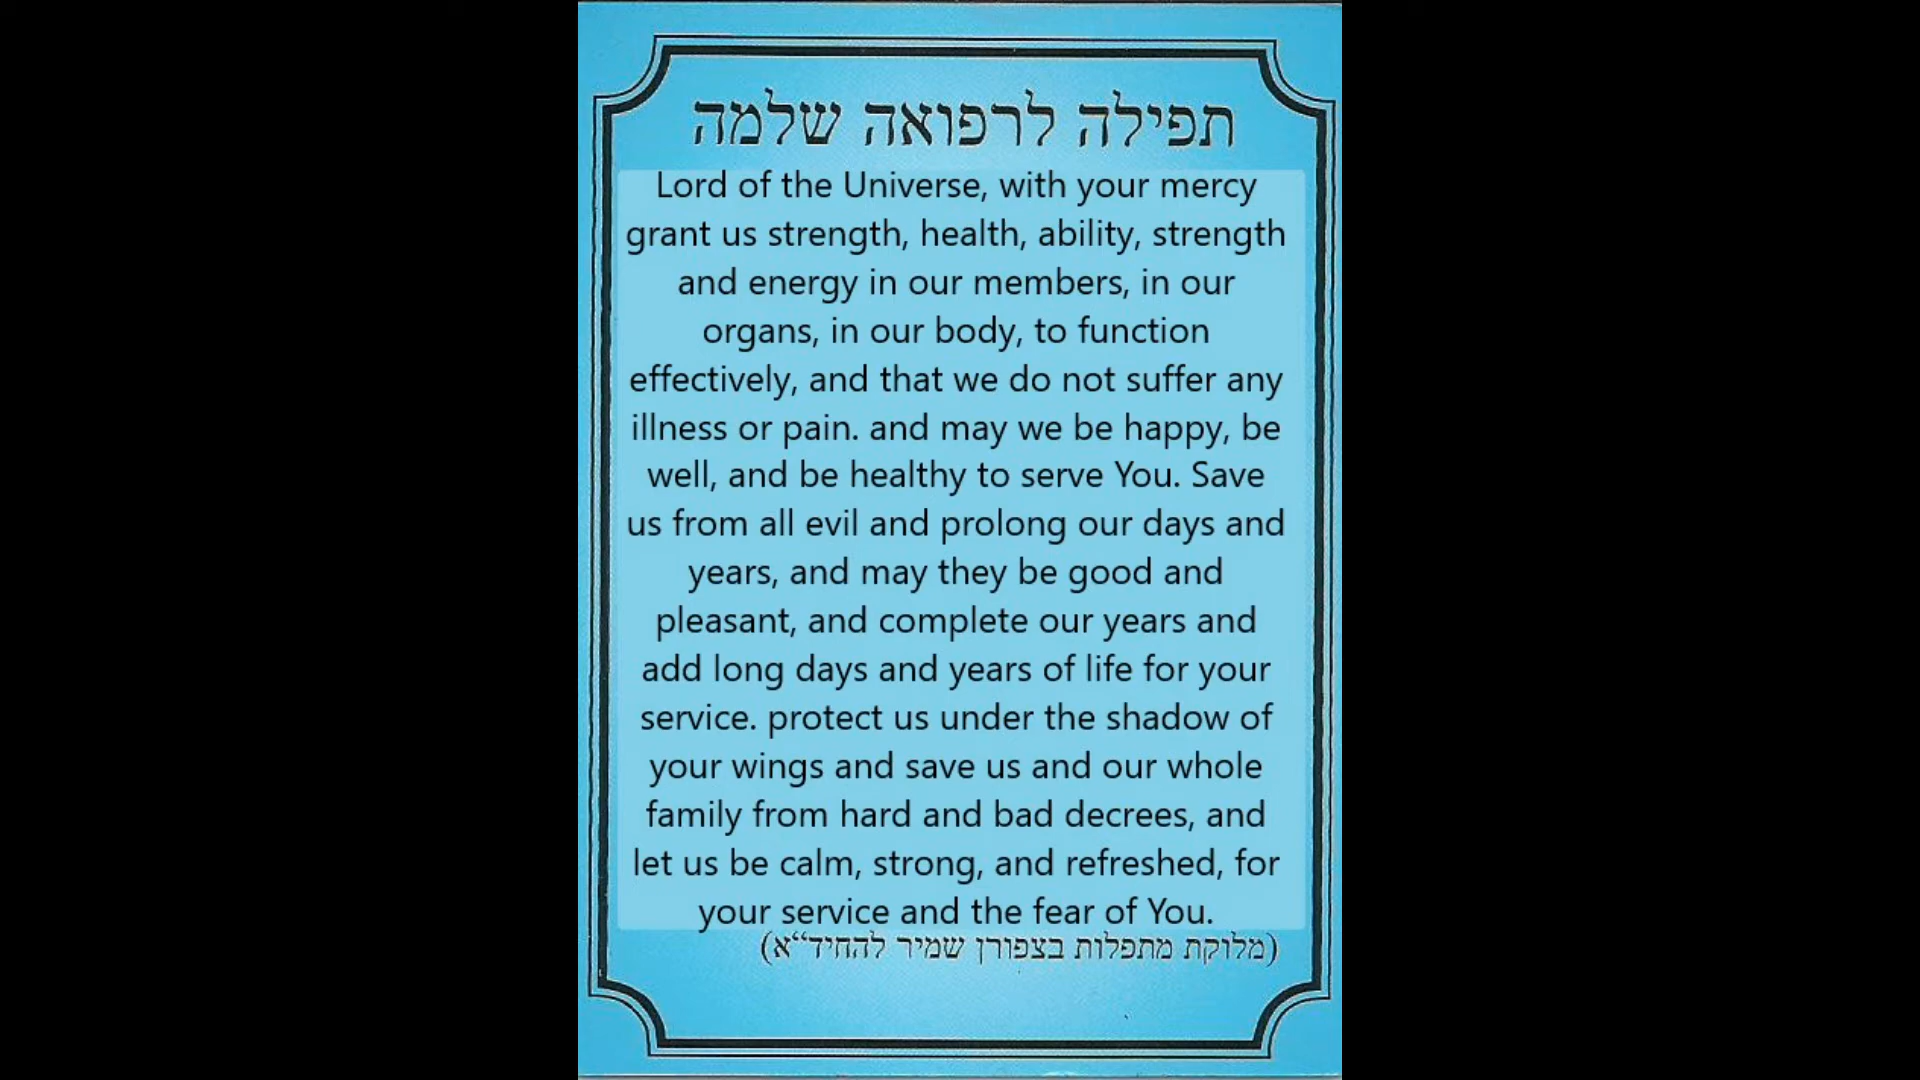 תפילה לרפואה שלמה
Lord of the Universe, with your mercy
grant us strength, health, ability, strength
and energy in our members, in our
organs, in our body, to function
effectively, and that we do not suffer any
illness or pain. and may we be happy, be
well, and be healthy to serve You. Save
us from all evil and prolong our days and
years, and may they be good and
pleasant, and complete our years and
add long days and years of life for your
service. protect us under the shadow of
your wings and save us and our whole
family from hard and bad decrees, and
let us be calm, strong, and refreshed, for
your service and the fear of You.
(מלוקת מתפלות בצפורן שמיר להחיד“א)